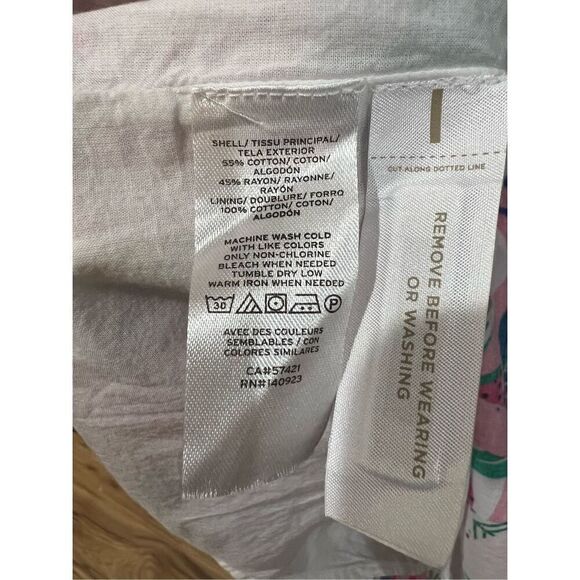 SHELL/ TISSU PRINCIPAL/
TELA EXTERIOR
55% COTTON/ COTON/
ALGODÓN
45% RAYON/ RAYONNE/
RAYÓN
LINING/ DOUBLURE/ FORRO
100% COTTON/ COTON/
ALGODÓN
MACHINE WASH COLD
WITH LIKE COLORS
ONLY NON-CHLORINE
BLEACH WHEN NEEDED
TUMBLE DRY LOW
WARM IRON WHEN NEEDED
30 P
AVEC DES COULEURS
SEMBLABLES / CON
COLORES SIMILARES
CA#57421
RN#140923
CUT ALONG DOTTED LINE
REMOVE BEFORE WEARING
OR WASHING